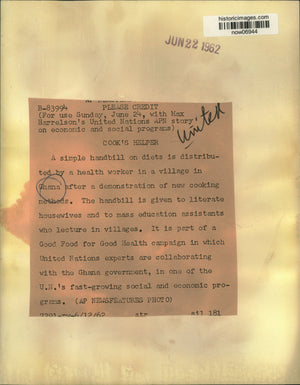 historicimages.com
now06944
JUN 22 1962
B-83994 PLEASE CREDIT
(For use Sunday, June 24, with Max
Harrelson's United Nations APN story
on economic and social programs)
United
COOK'S HELPER
A simple handbill on diets is distribu-
ted by a health worker in a village in
Ghana after a demonstration of new cooking
methods. The handbill is given to literate
housewives and to mass education assistants
who lecture in villages. It is part of a
Good Food for Good Health campaign in which
United Nations experts are collaborating
with the Ghana government, in one of the
U.N.'s fast-growing social and economic pro-
grams. (AP NEWSFEATURES PHOTO)
181